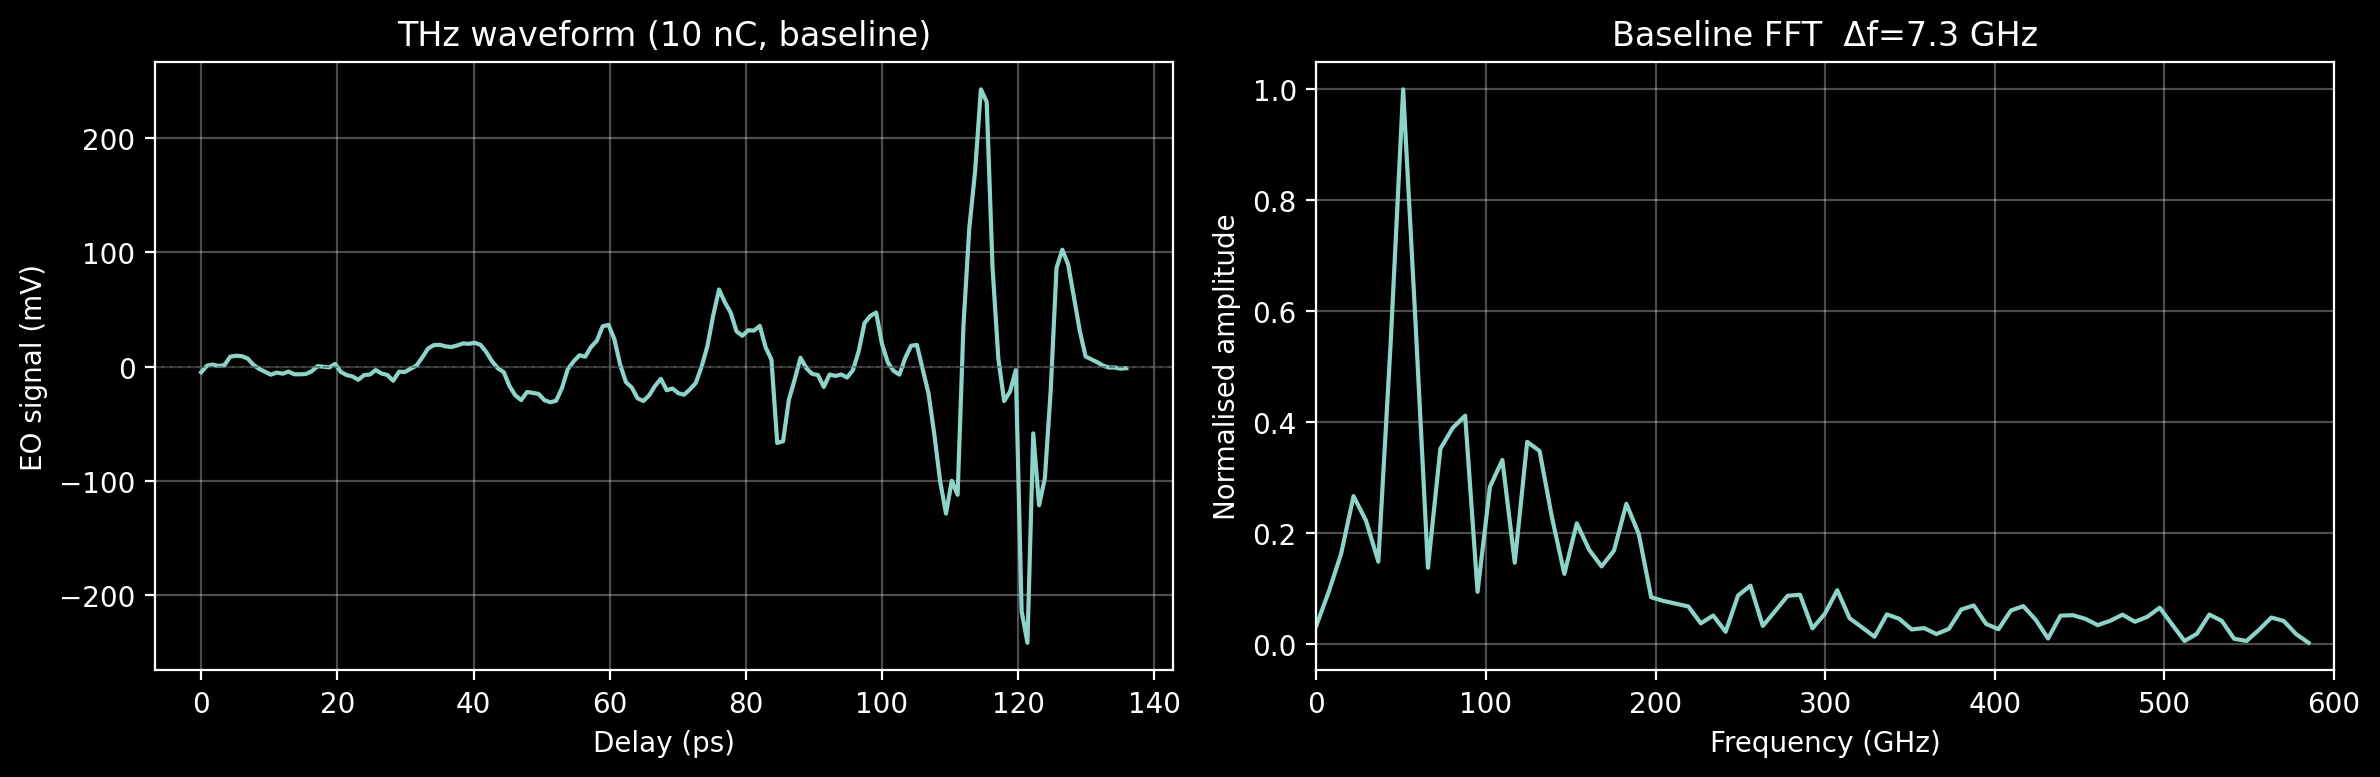 THz waveform (10 nC, baseline)
200
100
0
−100
−200
EO signal (mV)
0 20 40 60 80 100 120 140
Delay (ps)
Baseline FFT Δf=7.3 GHz
1.0
0.8
0.6
0.4
0.2
0.0
Normalised amplitude
0 100 200 300 400 500 600
Frequency (GHz)